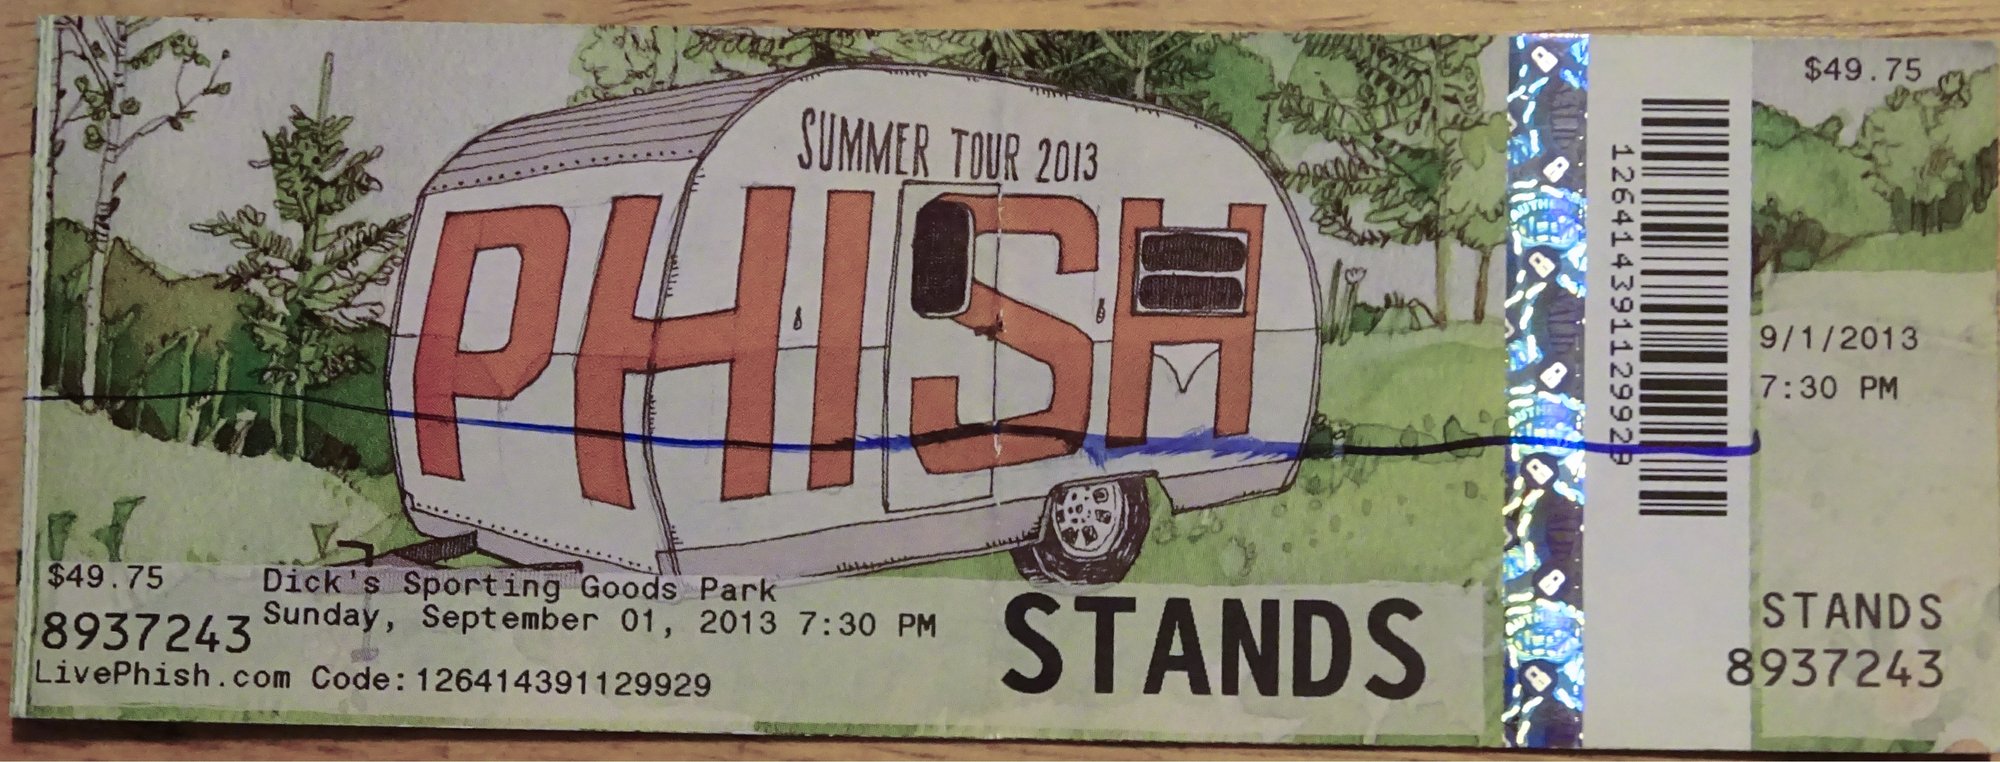 SUMMER TOUR 2013
PHISH
$49.75
Dick's Sporting Goods Park
8937243
Sunday, September 01, 2013 7:30 PM
LivePhish.com Code:126414391129929
STANDS
126414391129929
$49.75
9/1/2013
7:30 PM
STANDS
8937243